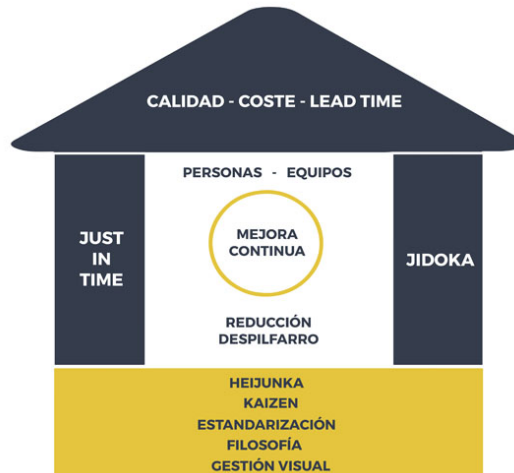 CALIDAD - COSTE - LEAD TIME
PERSONAS - EQUIPOS
JUST
IN
TIME
MEJORA
CONTINUA
JIDOKA
REDUCCIÓN
DESPILFARRO
HEIJUNKA
KAIZEN
ESTANDARIZACIÓN
FILOSOFÍA
GESTIÓN VISUAL